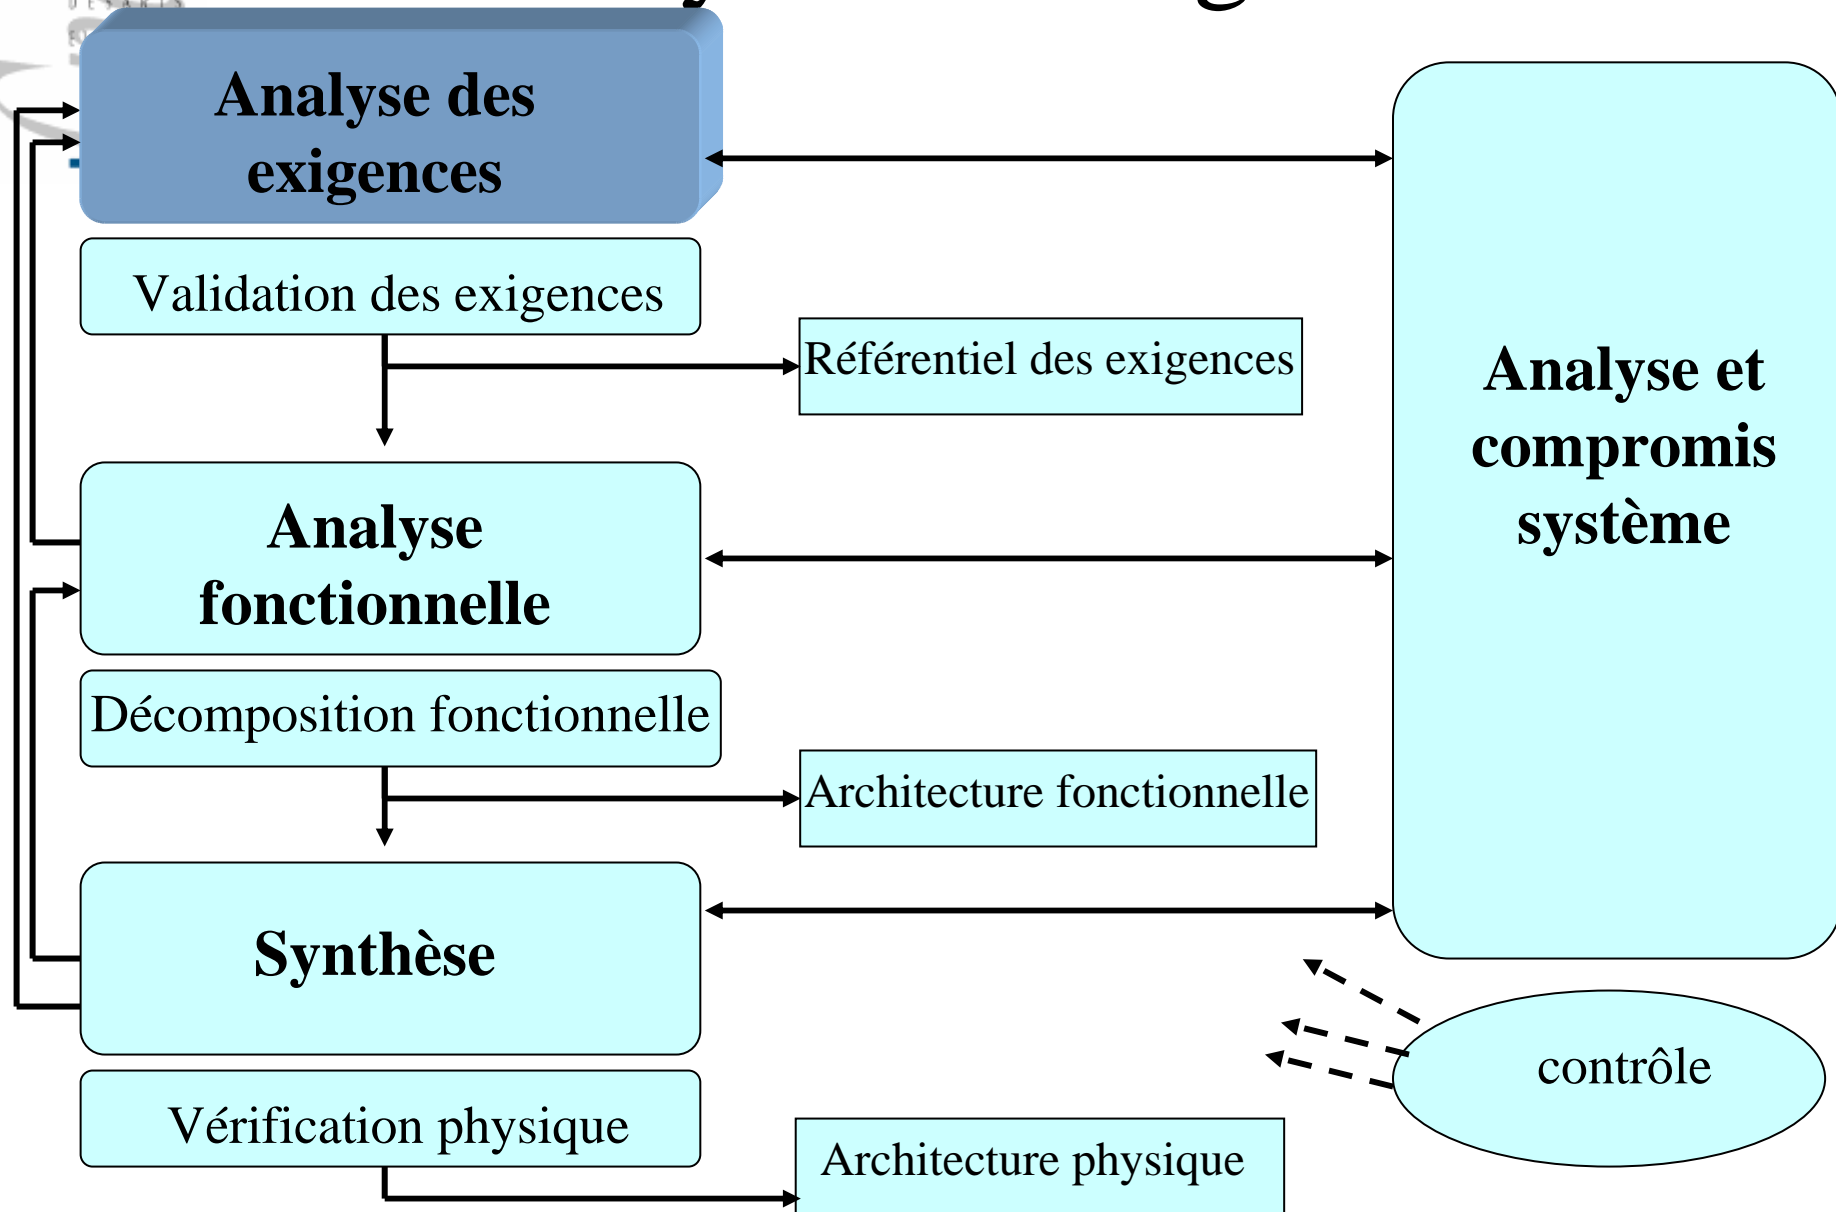 Analyse des
exigences
Validation des exigences
Référentiel des exigences
Analyse et
compromis
système
Analyse
fonctionnelle
Décomposition fonctionnelle
Architecture fonctionnelle
Synthèse
contrôle
Vérification physique
Architecture physique